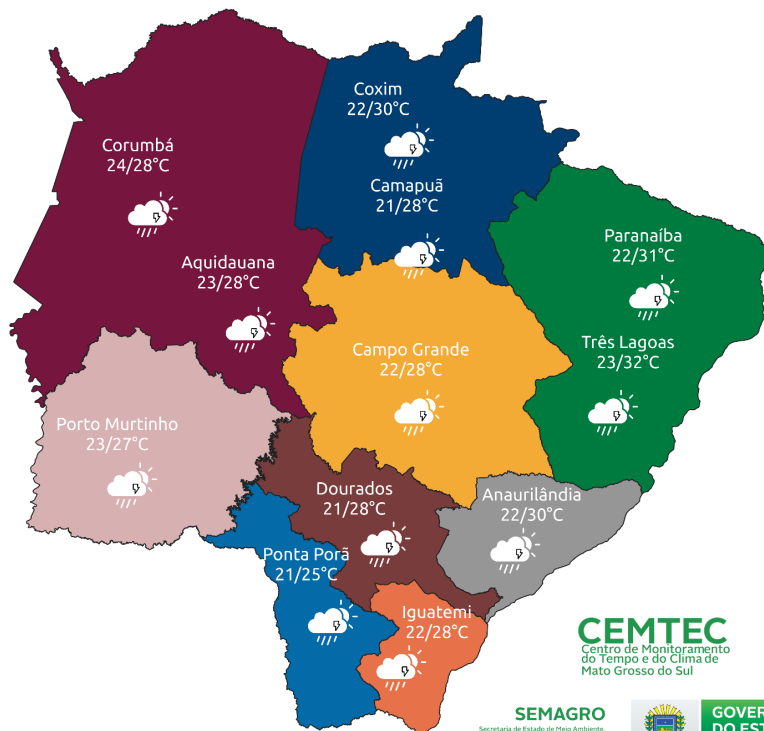 Coxim
22/30°C
Corumbá
24/28°C
Camapuã
21/28°C
Paranaíba
22/31°C
Aquidauana
23/28°C
Três Lagoas
23/32°C
Campo Grande
22/28°C
Porto Murtinho
23/27°C
Dourados
21/28°C
Anaurilândia
22/30°C
Ponta Porã
21/25°C
Iguatemi
22/28°C
CEMTEC
Centro de Monitoramento
do Tempo e do Clima de
Mato Grosso do Sul
SEMAGRO
Secretaria de Estado de Meio Ambiente,
GOVER
DO EST